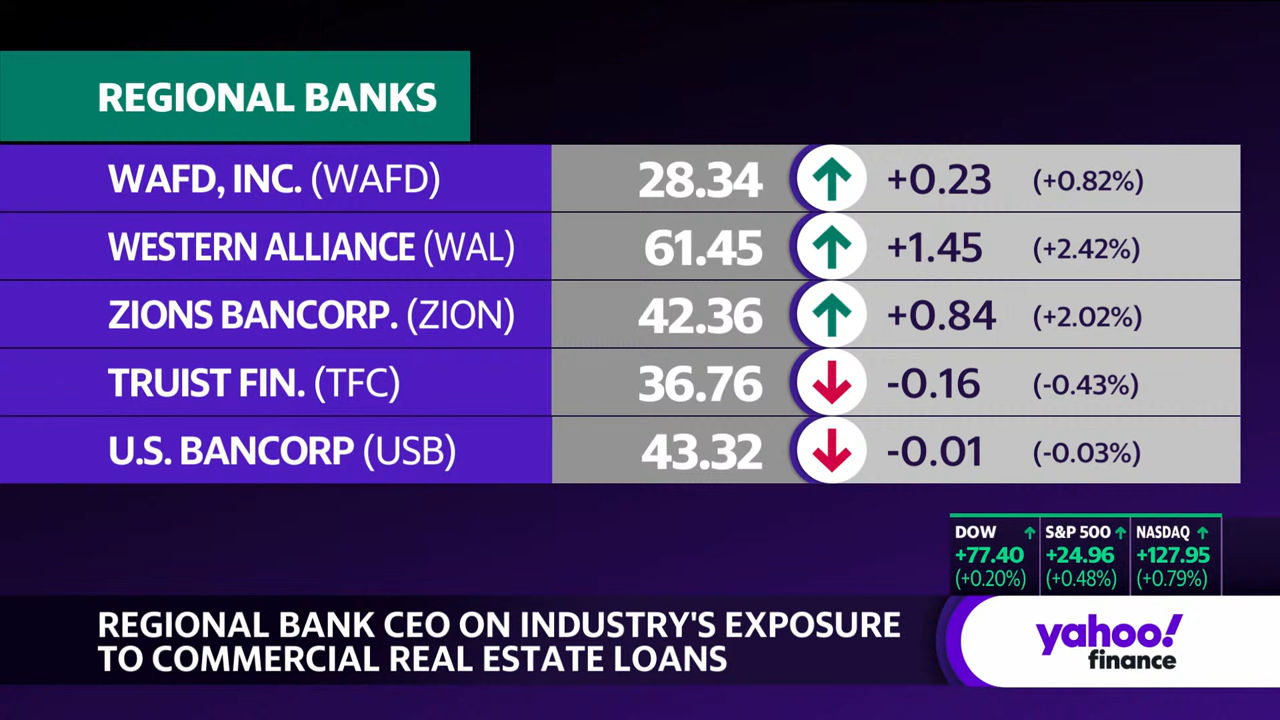 REGIONAL BANKS
WAFD, INC. (WAFD) 28.34 +0.23 (+0.82%)
WESTERN ALLIANCE (WAL) 61.45 +1.45 (+2.42%)
ZIONS BANCORP. (ZION) 42.36 +0.84 (+2.02%)
TRUIST FIN. (TFC) 36.76 -0.16 (-0.43%)
U.S. BANCORP (USB) 43.32 -0.01 (-0.03%)
DOW S&P 500 NASDAQ
+77.40 +24.96 +127.95
(+0.20%) (+0.48%) (+0.79%)
REGIONAL BANK CEO ON INDUSTRY'S EXPOSURE
TO COMMERCIAL REAL ESTATE LOANS
yahoo!
finance